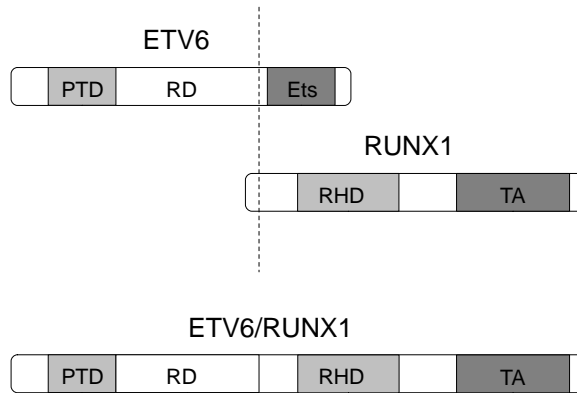 ETV6
PTD RD Ets
RUNX1
RHD TA
ETV6/RUNX1
PTD RD RHD TA